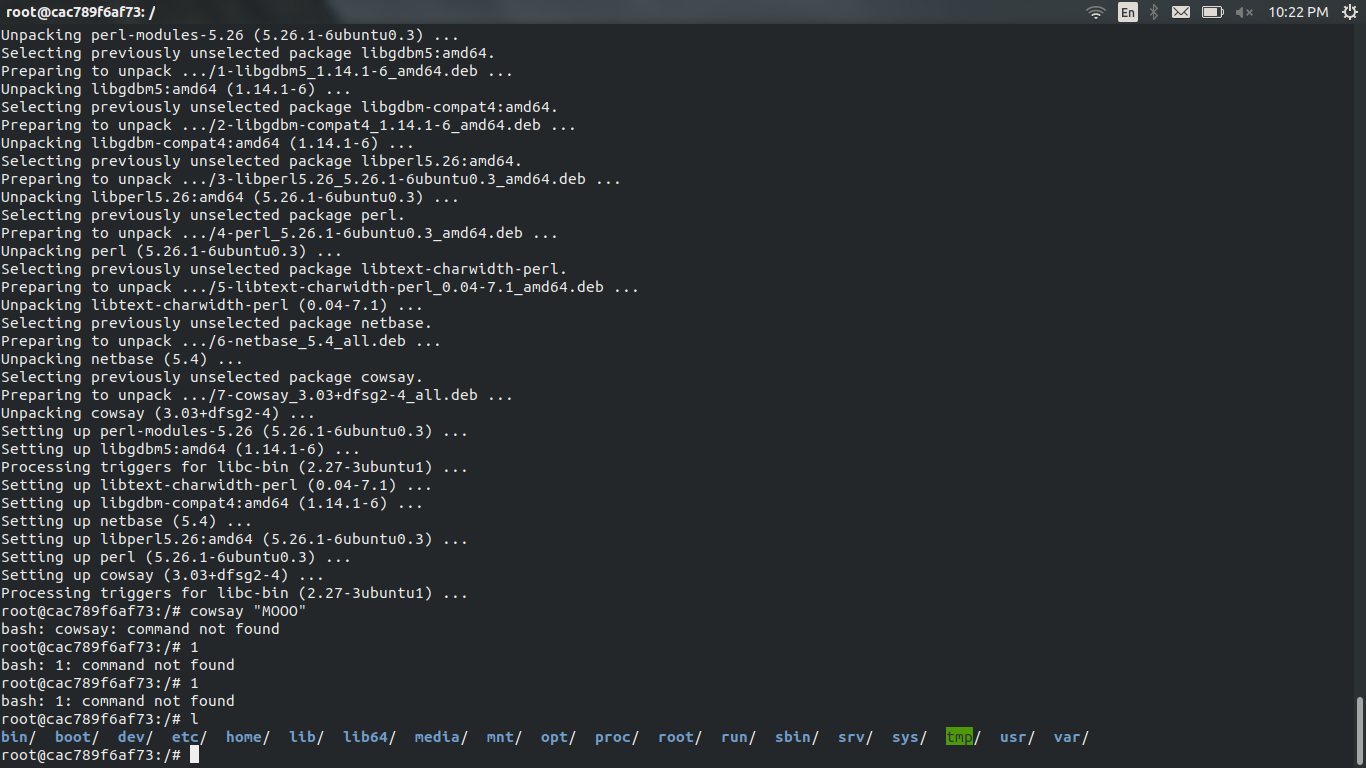 root@cac789f6af73: /
En
10:22 PM
Unpacking perl-modules-5.26 (5.26.1-6ubuntu0.3) ...
Selecting previously unselected package libgdbm5:amd64.
Preparing to unpack .../1-libgdbm5_1.14.1-6_amd64.deb ...
Unpacking libgdbm5:amd64 (1.14.1-6) ...
Selecting previously unselected package libgdbm-compat4:amd64.
Preparing to unpack .../2-libgdbm-compat4_1.14.1-6_amd64.deb ...
Unpacking libgdbm-compat4:amd64 (1.14.1-6) ...
Selecting previously unselected package libperl5.26:amd64.
Preparing to unpack .../3-libperl5.26_5.26.1-6ubuntu0.3_amd64.deb ...
Unpacking libperl5.26:amd64 (5.26.1-6ubuntu0.3) ...
Selecting previously unselected package perl.
Preparing to unpack .../4-perl_5.26.1-6ubuntu0.3_amd64.deb ...
Unpacking perl (5.26.1-6ubuntu0.3) ...
Selecting previously unselected package libtext-charwidth-perl.
Preparing to unpack .../5-libtext-charwidth-perl_0.04-7.1_amd64.deb ...
Unpacking libtext-charwidth-perl (0.04-7.1) ...
Selecting previously unselected package netbase.
Preparing to unpack .../6-netbase_5.4_all.deb ...
Unpacking netbase (5.4) ...
Selecting previously unselected package cowsay.
Preparing to unpack .../7-cowsay_3.03+dfsg2-4_all.deb ...
Unpacking cowsay (3.03+dfsg2-4) ...
Setting up perl-modules-5.26 (5.26.1-6ubuntu0.3) ...
Setting up libgdbm5:amd64 (1.14.1-6) ...
Processing triggers for libc-bin (2.27-3ubuntu1) ...
Setting up libtext-charwidth-perl (0.04-7.1) ...
Setting up libgdbm-compat4:amd64 (1.14.1-6) ...
Setting up netbase (5.4) ...
Setting up libperl5.26:amd64 (5.26.1-6ubuntu0.3) ...
Setting up perl (5.26.1-6ubuntu0.3) ...
Setting up cowsay (3.03+dfsg2-4) ...
Processing triggers for libc-bin (2.27-3ubuntu1) ...
root@cac789f6af73:/# cowsay "MOOO"
bash: cowsay: command not found
root@cac789f6af73:/# 1
bash: 1: command not found
root@cac789f6af73:/# 1
bash: 1: command not found
root@cac789f6af73:/# l
bin/ boot/ dev/ etc/ home/ lib/ lib64/ media/ mnt/ opt/ proc/ root/ run/ sbin/ srv/ sys/ tmp/ usr/ var/
root@cac789f6af73:/#